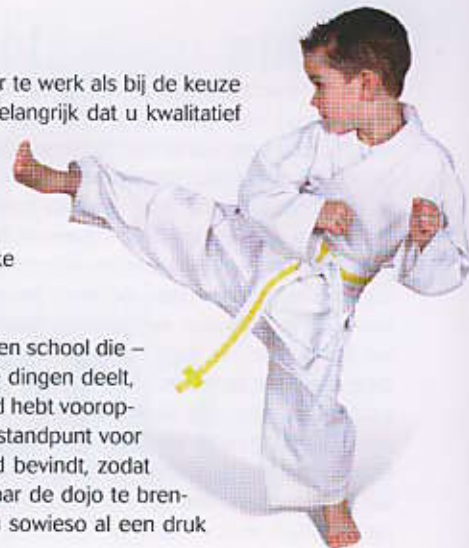 r te werk als bij de keuze
elangrijk dat u kwalitatief
ke
en school die –
dingen deelt,
d hebt voorop-
standpunt voor
d bevindt, zodat
ar de dojo te bren-
sowieso al een druk